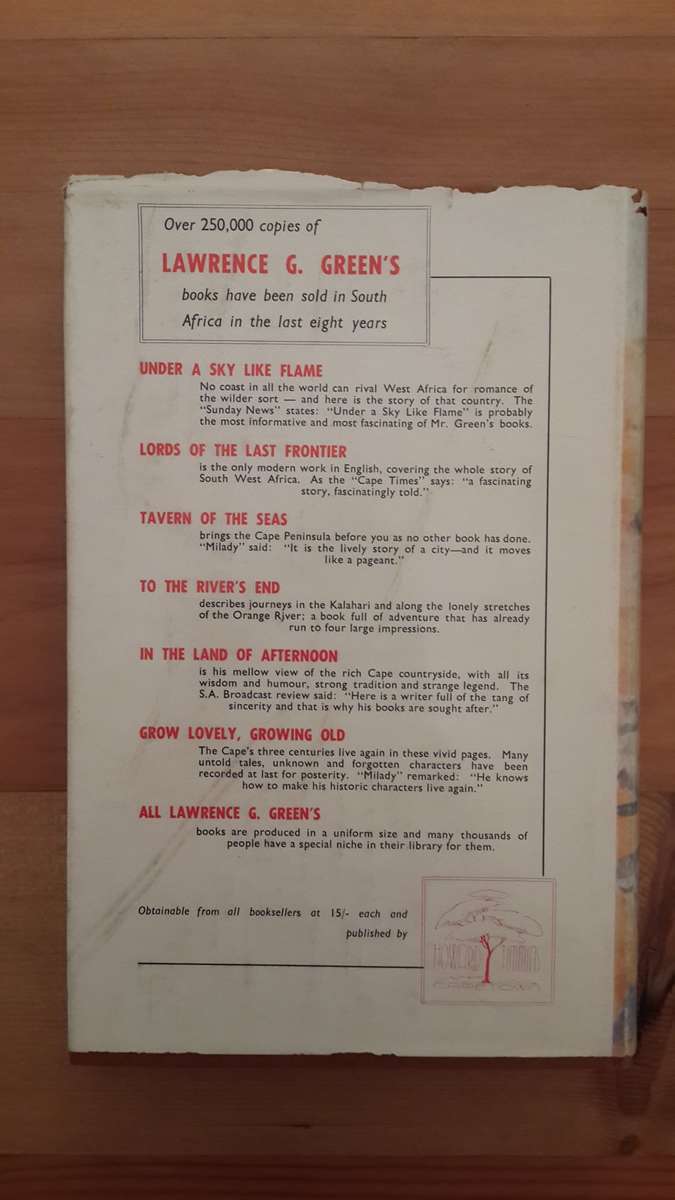 Over 250,000 copies of
LAWRENCE G. GREEN'S
books have been sold in South
Africa in the last eight years
UNDER A SKY LIKE FLAME
No coast in all the world can rival West Africa for romance of
the wilder sort — and here is the story of that country. The
"Sunday News" states: "Under a Sky Like Flame" is probably
the most informative and most fascinating of Mr. Green's books.
LORDS OF THE LAST FRONTIER
is the only modern work in English, covering the whole story of
South West Africa. As the "Cape Times" says: "a fascinating
story, fascinatingly told."
TAVERN OF THE SEAS
brings the Cape Peninsula before you as no other book has done.
"Milady" said: "It is the lively story of a city—and it moves
like a pageant."
TO THE RIVER'S END
describes journeys in the Kalahari and along the lonely stretches
of the Orange River; a book full of adventure that has already
run to four large impressions.
IN THE LAND OF AFTERNOON
is his mellow view of the rich Cape countryside, with all its
wisdom and humour, strong tradition and strange legend. The
S.A. Broadcast review said: "Here is a writer full of the tang of
sincerity and that is why his books are sought after."
GROW LOVELY, GROWING OLD
The Cape's three centuries live again in these vivid pages. Many
untold tales, unknown and forgotten characters have been
recorded at last for posterity. "Milady" remarked: "He knows
how to make his historic characters live again."
ALL LAWRENCE G. GREEN'S
books are produced in a uniform size and many thousands of
people have a special niche in their library for them.
Obtainable from all booksellers at 15/- each and
published by
HOWARD TIMMINS
CAPE TOWN